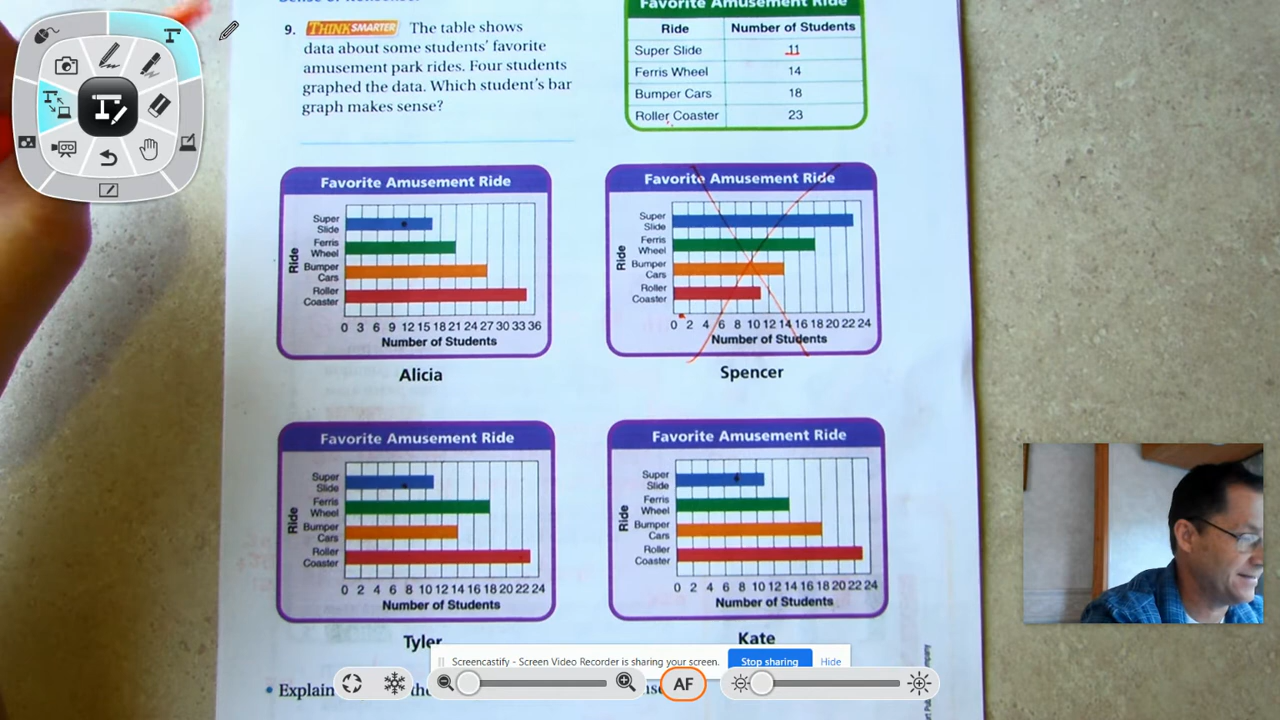 9. THINK SMARTER The table shows
data about some students' favorite
amusement park rides. Four students
graphed the data. Which student's bar
graph makes sense?
Favorite Amusement Ride
Ride Number of Students
Super Slide 11
Ferris Wheel 14
Bumper Cars 18
Roller Coaster 23
Favorite Amusement Ride
Ride
Super
Slide
Ferris
Wheel
Bumper
Cars
Roller
Coaster
0 3 6 9 12 15 18 21 24 27 30 33 36
Number of Students
Alicia
Favorite Amusement Ride
Ride
Super
Slide
Ferris
Wheel
Bumper
Cars
Roller
Coaster
0 2 4 6 8 10 12 14 16 18 20 22 24
Number of Students
Spencer
Favorite Amusement Ride
Ride
Super
Slide
Ferris
Wheel
Bumper
Cars
Roller
Coaster
0 2 4 6 8 10 12 14 16 18 20 22 24
Number of Students
Tyler
Favorite Amusement Ride
Ride
Super
Slide
Ferris
Wheel
Bumper
Cars
Roller
Coaster
0 2 4 6 8 10 12 14 16 18 20 22 24
Number of Students
Kate
Screencastify - Screen Video Recorder is sharing your screen. Stop sharing Hide
• Explain
AF